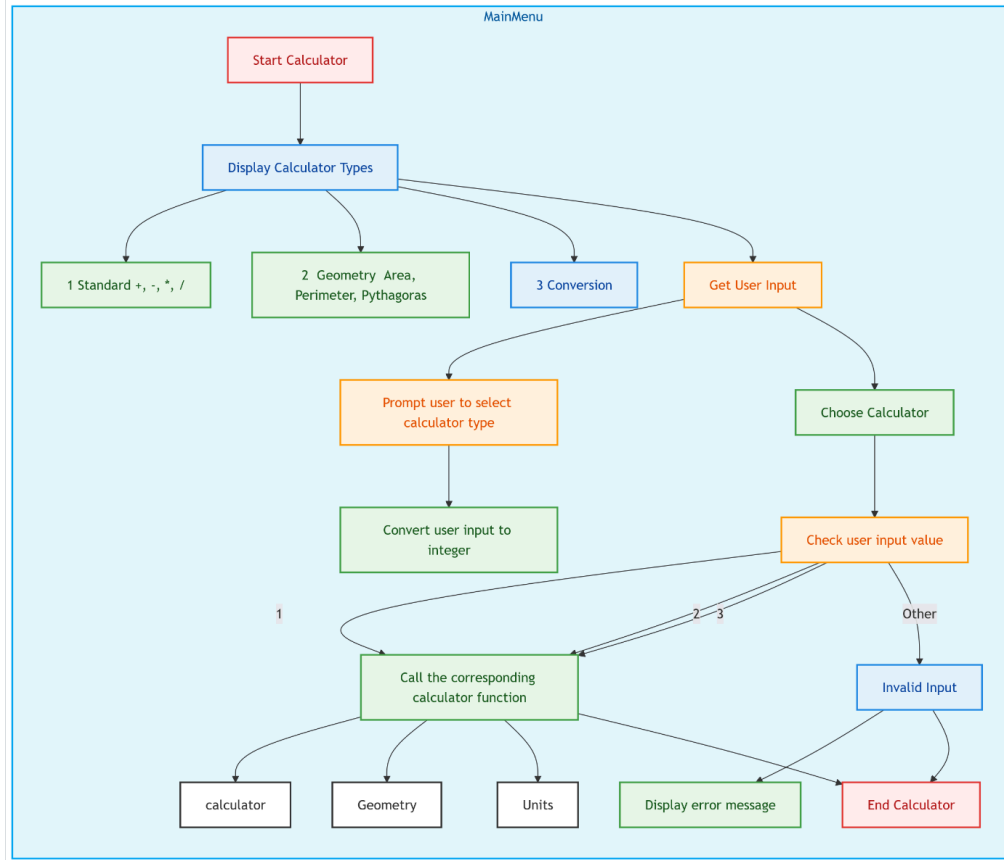 MainMenu
Start Calculator
Display Calculator Types
1 Standard +, -, *, /
2 Geometry Area,
Perimeter, Pythagoras
3 Conversion
Get User Input
Prompt user to select
calculator type
Choose Calculator
Convert user input to
integer
Check user input value
1
2
3
Other
Call the corresponding
calculator function
Invalid Input
calculator
Geometry
Units
Display error message
End Calculator